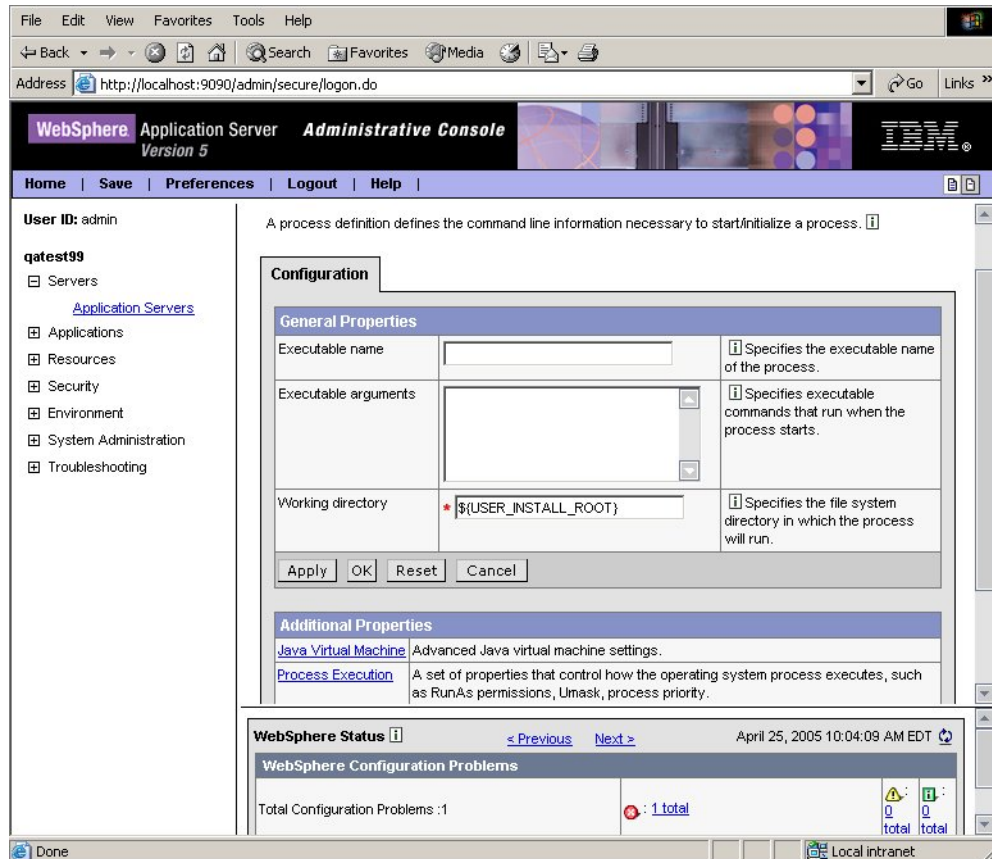 File Edit View Favorites Tools Help
Back Search Favorites Media
Address http://localhost:9090/admin/secure/logon.do Go Links »
WebSphere Application Server Administrative Console
Version 5
IBM®
Home | Save | Preferences | Logout | Help |
User ID: admin
A process definition defines the command line information necessary to start/initialize a process. i
qatest99
Servers
Application Servers
Applications
Resources
Security
Environment
System Administration
Troubleshooting
Configuration
General Properties
Executable name
i Specifies the executable name
of the process.
Executable arguments
i Specifies executable
commands that run when the
process starts.
Working directory
* ${USER_INSTALL_ROOT}
i Specifies the file system
directory in which the process
will run.
Apply OK Reset Cancel
Additional Properties
Java Virtual Machine Advanced Java virtual machine settings.
Process Execution A set of properties that control how the operating system process executes, such
as RunAs permissions, Umask, process priority.
WebSphere Status i < Previous Next > April 25, 2005 10:04:09 AM EDT
WebSphere Configuration Problems
Total Configuration Problems :1
: 1 total
: 0 total
: 0 total
Done Local intranet